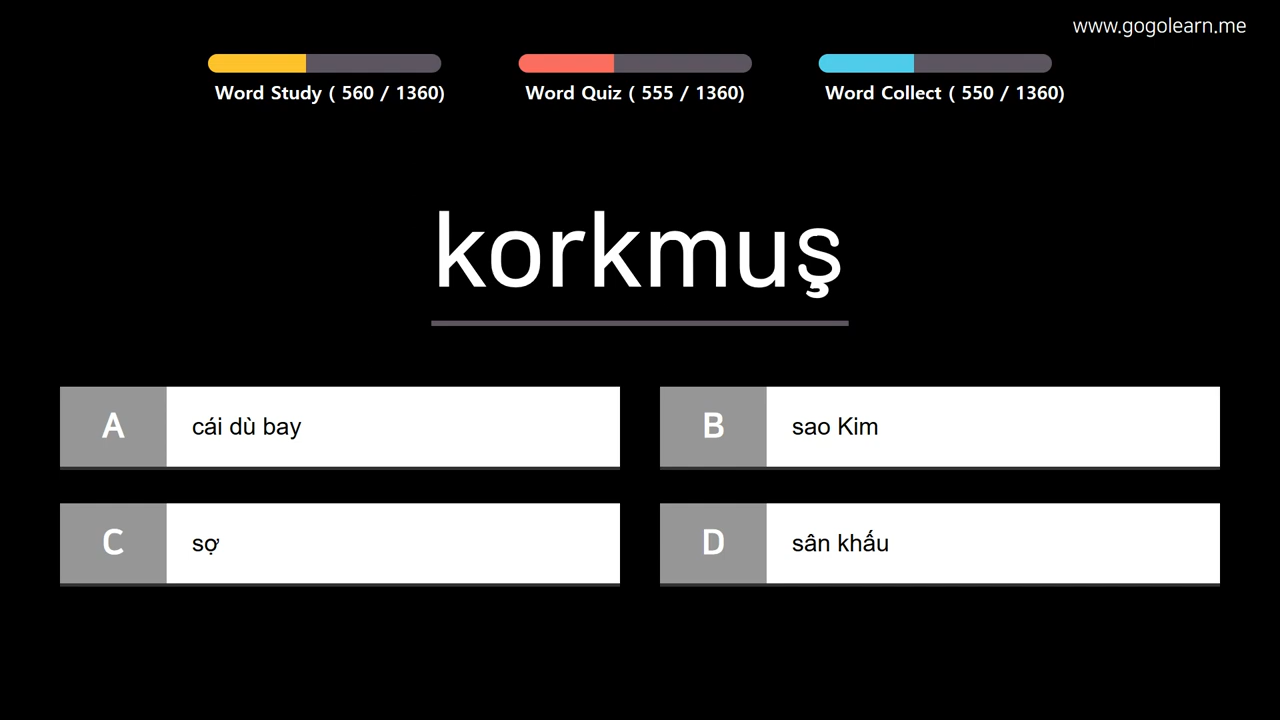 www.gogolearn.me
Word Study ( 560 / 1360)
Word Quiz ( 555 / 1360)
Word Collect ( 550 / 1360)
korkmuş
A cái dù bay
B sao Kim
C sợ
D sân khấu